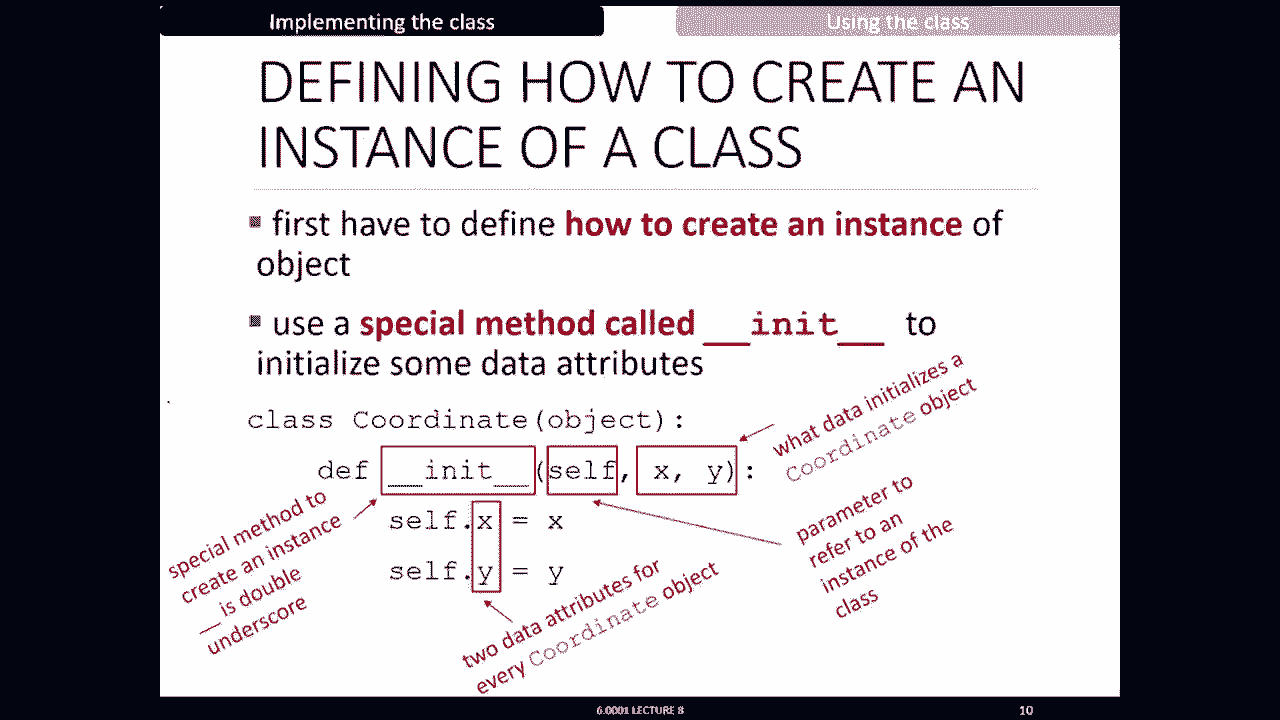 Implementing the class
Using the class
DEFINING HOW TO CREATE AN
INSTANCE OF A CLASS
▪ first have to define how to create an instance of
object
▪ use a special method called __init__ to
initialize some data attributes
class Coordinate(object):
def __init__(self, x, y):
self.x = x
self.y = y
what data initializes a
Coordinate object
special method to
create an instance
__ is double
underscore
two data attributes for
every Coordinate object
parameter to
refer to an
instance of the
class
6.0001 LECTURE 8
10